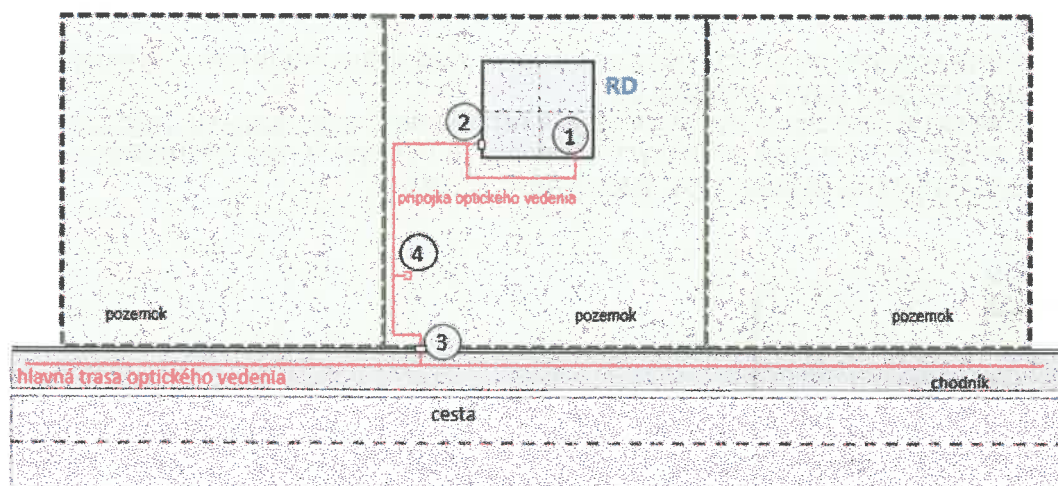 RD
2
1
prípojka optického vedenia
4
pozemok
pozemok
pozemok
3
hlavná trasa optického vedenia
chodník
cesta